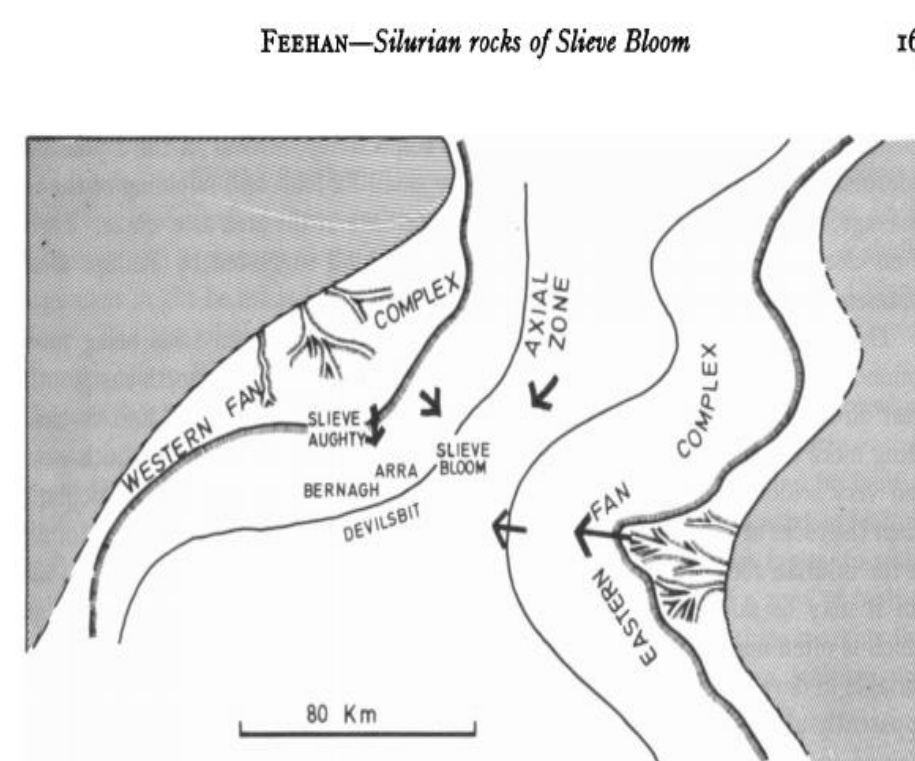 FEEHAN—Silurian rocks of Slieve Bloom
COMPLEX
WESTERN FAN
AXIAL
ZONE
COMPLEX
SLIEVE
AUGHTY
SLIEVE
BLOOM
ARRA
BERNAGH
DEVILSBIT
FAN
EASTERN
80 Km